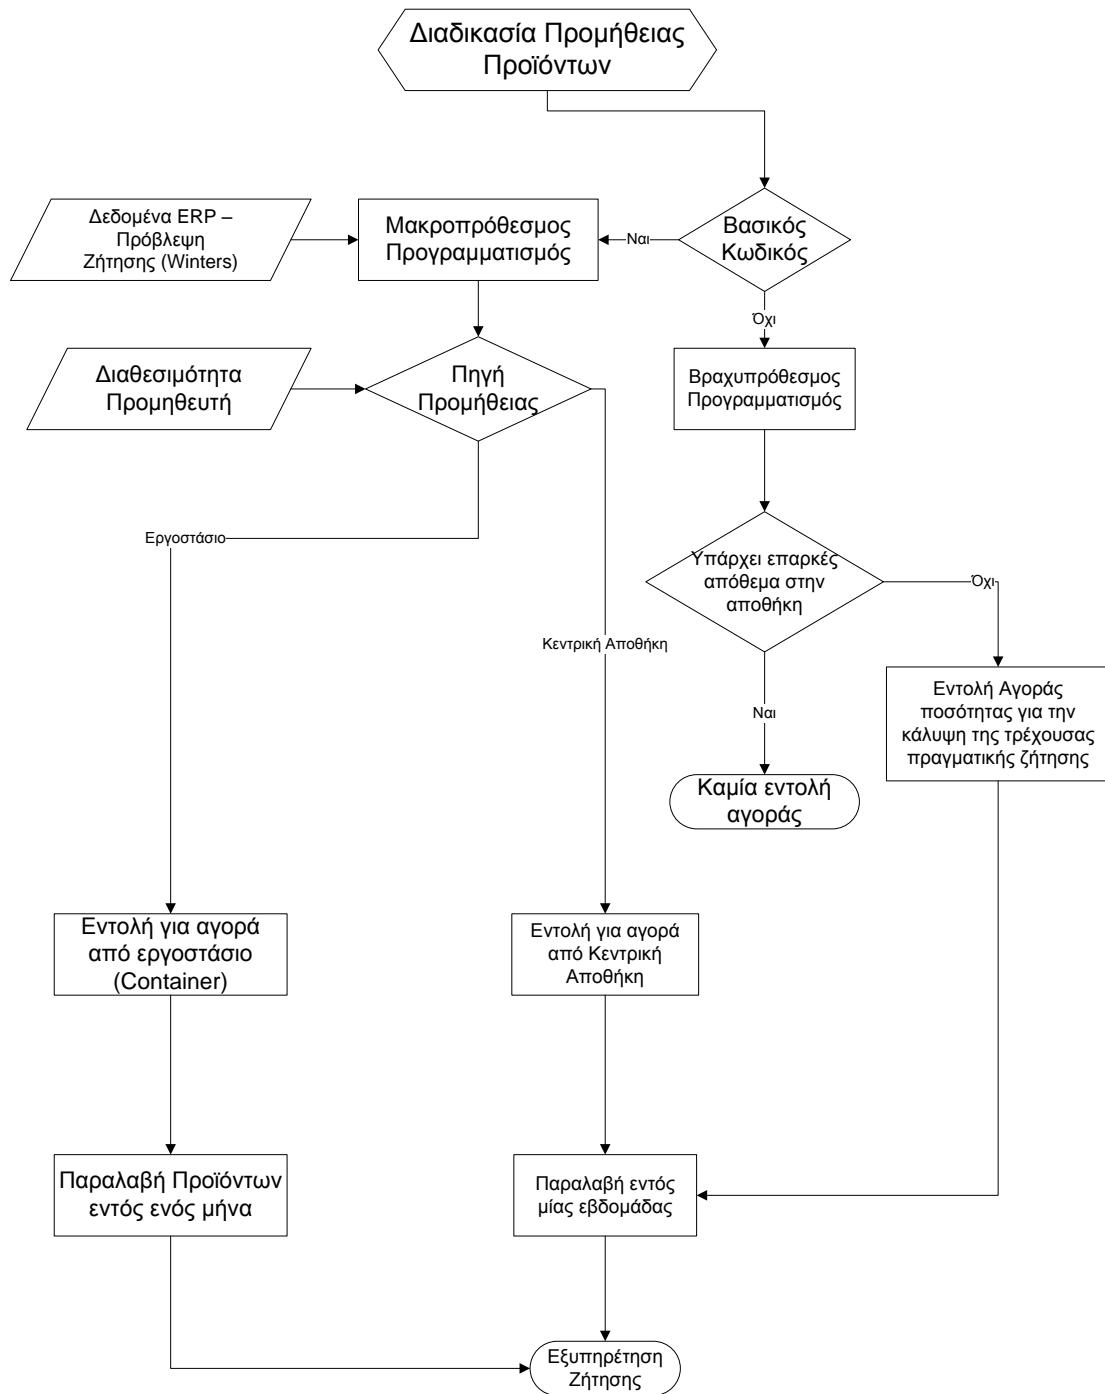 Διαδικασία Προμήθειας
Προϊόντων
Δεδομένα ERP –
Πρόβλεψη
Ζήτησης (Winters)
Μακροπρόθεσμος
Προγραμματισμός
Ναι
Βασικός
Κωδικός
Όχι
Διαθεσιμότητα
Προμηθευτή
Πηγή
Προμήθειας
Βραχυπρόθεσμος
Προγραμματισμός
Εργοστάσιο
Υπάρχει επαρκές
απόθεμα στην
αποθήκη
Όχι
Κεντρική Αποθήκη
Ναι
Εντολή Αγοράς
ποσότητας για την
κάλυψη της τρέχουσας
πραγματικής ζήτησης
Καμία εντολή
αγοράς
Εντολή για αγορά
από εργοστάσιο
(Container)
Εντολή για αγορά
από Κεντρική
Αποθήκη
Παραλαβή Προϊόντων
εντός ενός μήνα
Παραλαβή εντός
μίας εβδομάδας
Εξυπηρέτηση
Ζήτησης